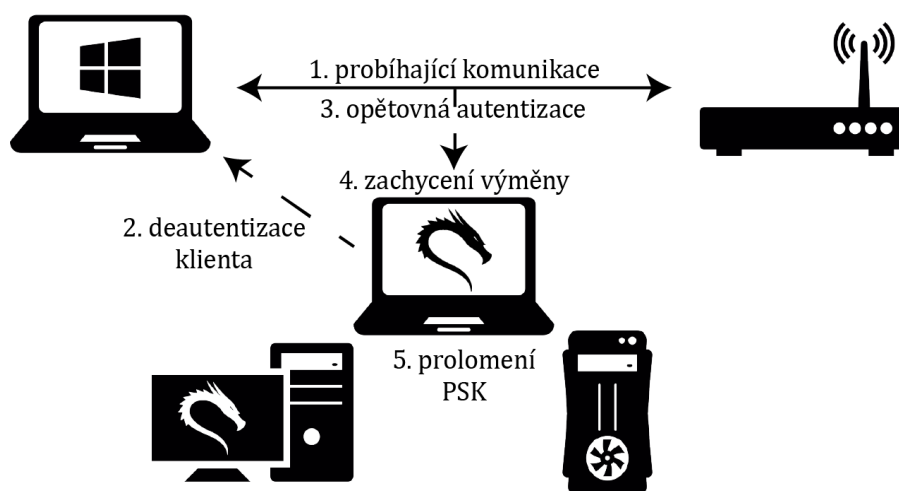 1. probíhající komunikace
3. opětovná autentizace
4. zachycení výměny
2. deautentizace
klienta
5. prolomení
PSK